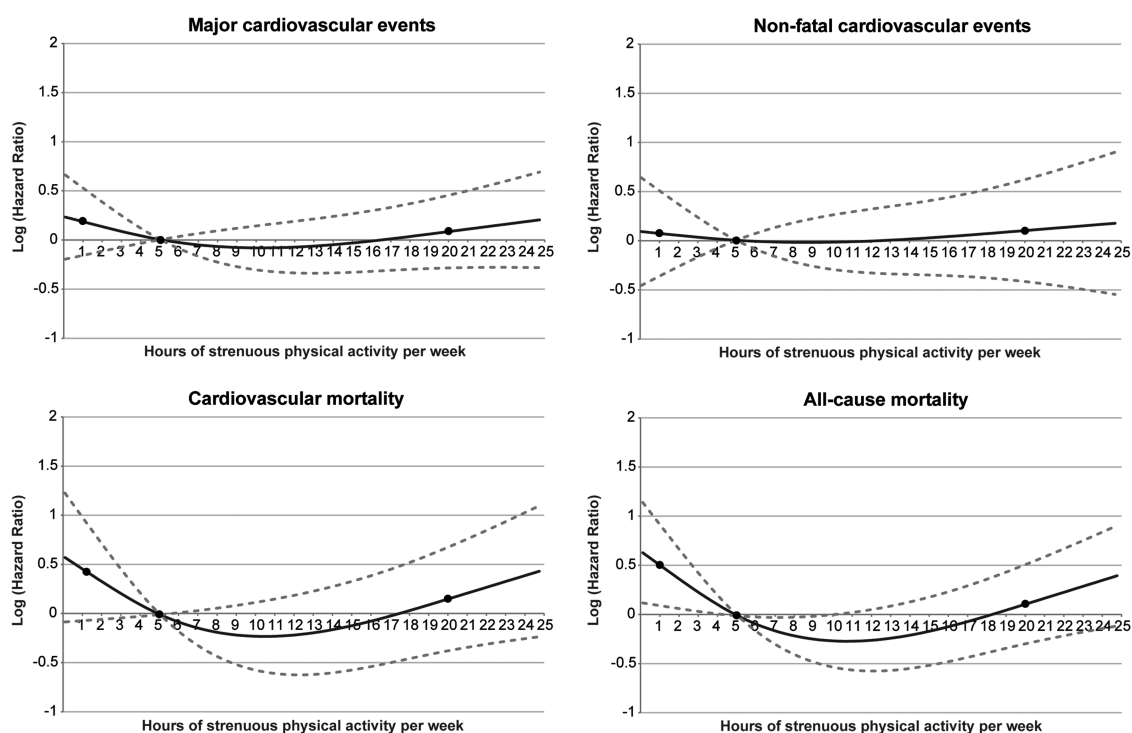 Major cardiovascular events
2
1.5
1
0.5
0
-0.5
-1
Log (Hazard Ratio)
1 2 3 4 5 6 7 8 9 10 11 12 13 14 15 16 17 18 19 20 21 22 23 24 25
Hours of strenuous physical activity per week
Non-fatal cardiovascular events
2
1.5
1
0.5
0
-0.5
-1
Log (Hazard Ratio)
1 2 3 4 5 6 7 8 9 10 11 12 13 14 15 16 17 18 19 20 21 22 23 24 25
Hours of strenuous physical activity per week
Cardiovascular mortality
2
1.5
1
0.5
0
-0.5
-1
Log (Hazard Ratio)
1 2 3 4 5 6 7 8 9 10 11 12 13 14 15 16 17 18 19 20 21 22 23 24 25
Hours of strenuous physical activity per week
All-cause mortality
2
1.5
1
0.5
0
-0.5
-1
Log (Hazard Ratio)
1 2 3 4 5 6 7 8 9 10 11 12 13 14 15 16 17 18 19 20 21 22 23 24 25
Hours of strenuous physical activity per week